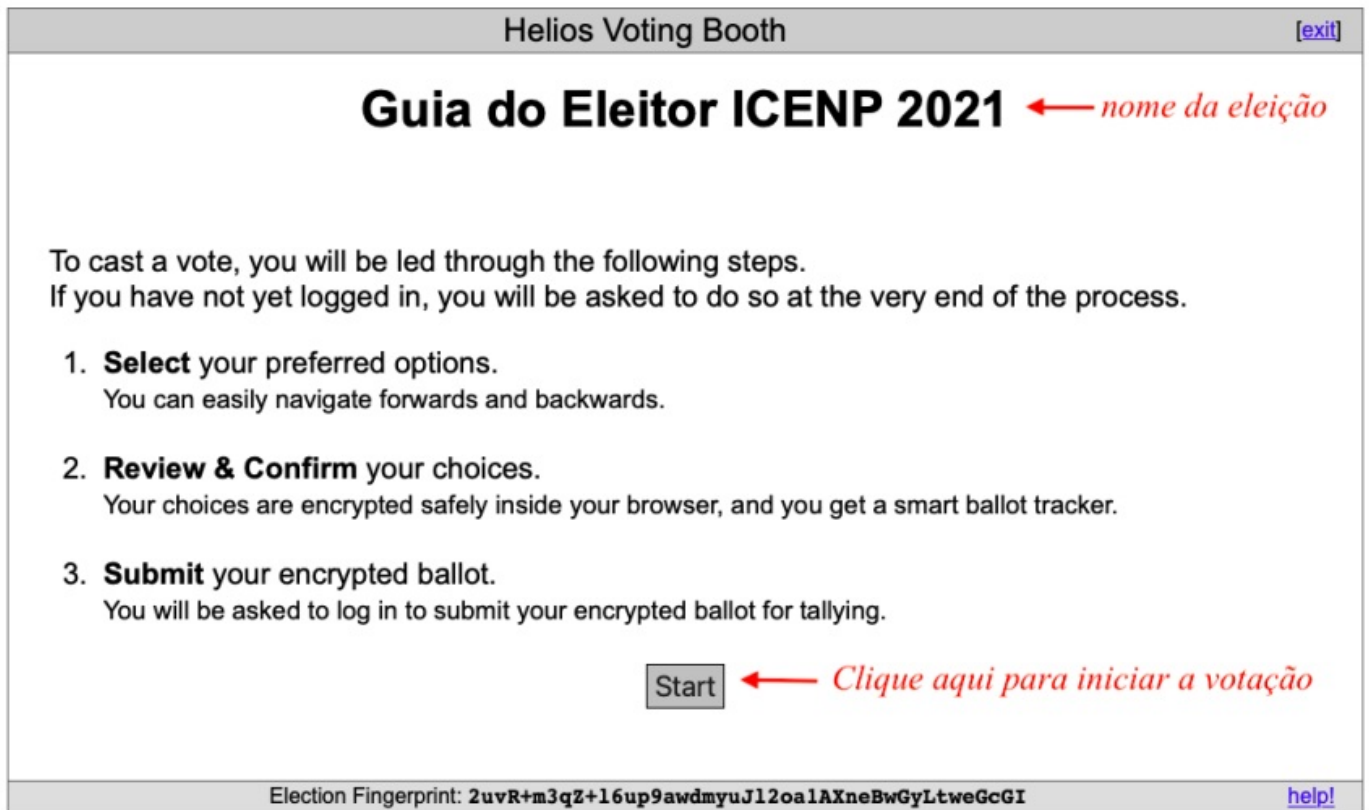 Helios Voting Booth [exit]
Guia do Eleitor ICENP 2021 nome da eleição
To cast a vote, you will be led through the following steps.
If you have not yet logged in, you will be asked to do so at the very end of the process.
1. Select your preferred options.
You can easily navigate forwards and backwards.
2. Review & Confirm your choices.
Your choices are encrypted safely inside your browser, and you get a smart ballot tracker.
3. Submit your encrypted ballot.
You will be asked to log in to submit your encrypted ballot for tallying.
Start Clique aqui para iniciar a votação
Election Fingerprint: 2uvR+m3qZ+l6up9awdmyuJl2oalAXneBwGyLtweGcGI help!